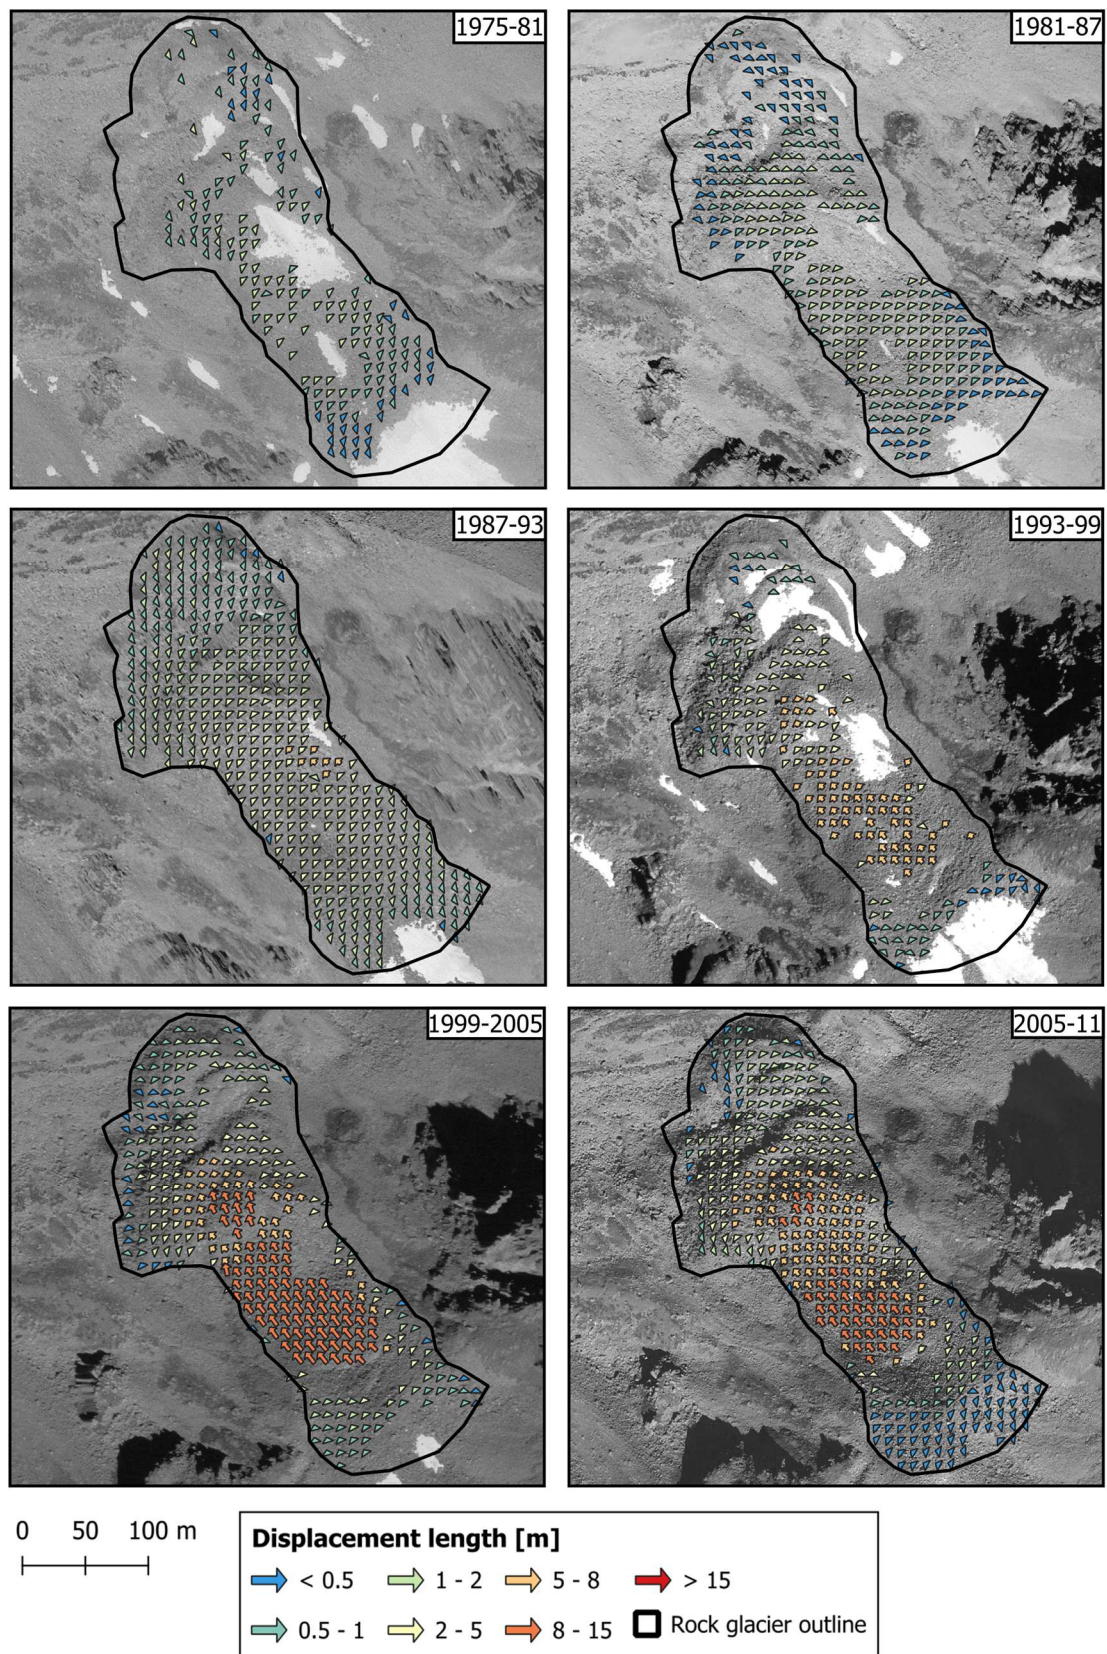 1975-81
1981-87
1987-93
1993-99
1999-2005
2005-11
0 50 100 m
Displacement length [m]
< 0.5 1 - 2 5 - 8 > 15
0.5 - 1 2 - 5 8 - 15 Rock glacier outline